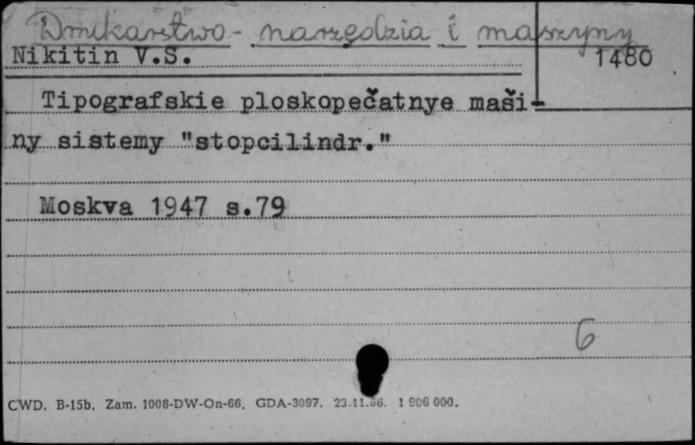 Drukarstwo - narzędzia i maszyny
Nikitin V.S.
1480
Tipografskie ploskopečatnye maši-
ny sistemy "stopcilindr."
Moskva 1947 s.79
6
CWD. B-15b. Zam. 1008-DW-On-66. GDA-3097. 23.11.66. 1 906 000.